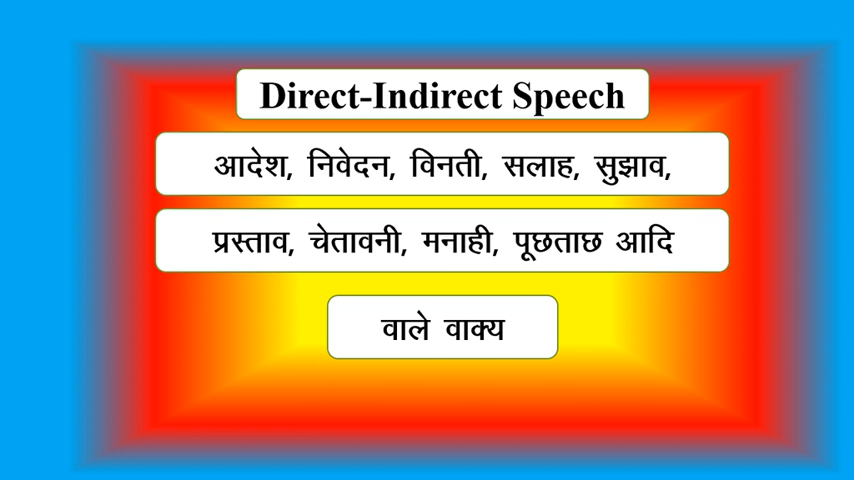 Direct-Indirect Speech
आदेश, निवेदन, विनती, सलाह, सुझाव,
प्रस्ताव, चेतावनी, मनाही, पूछताछ आदि
वाले वाक्य